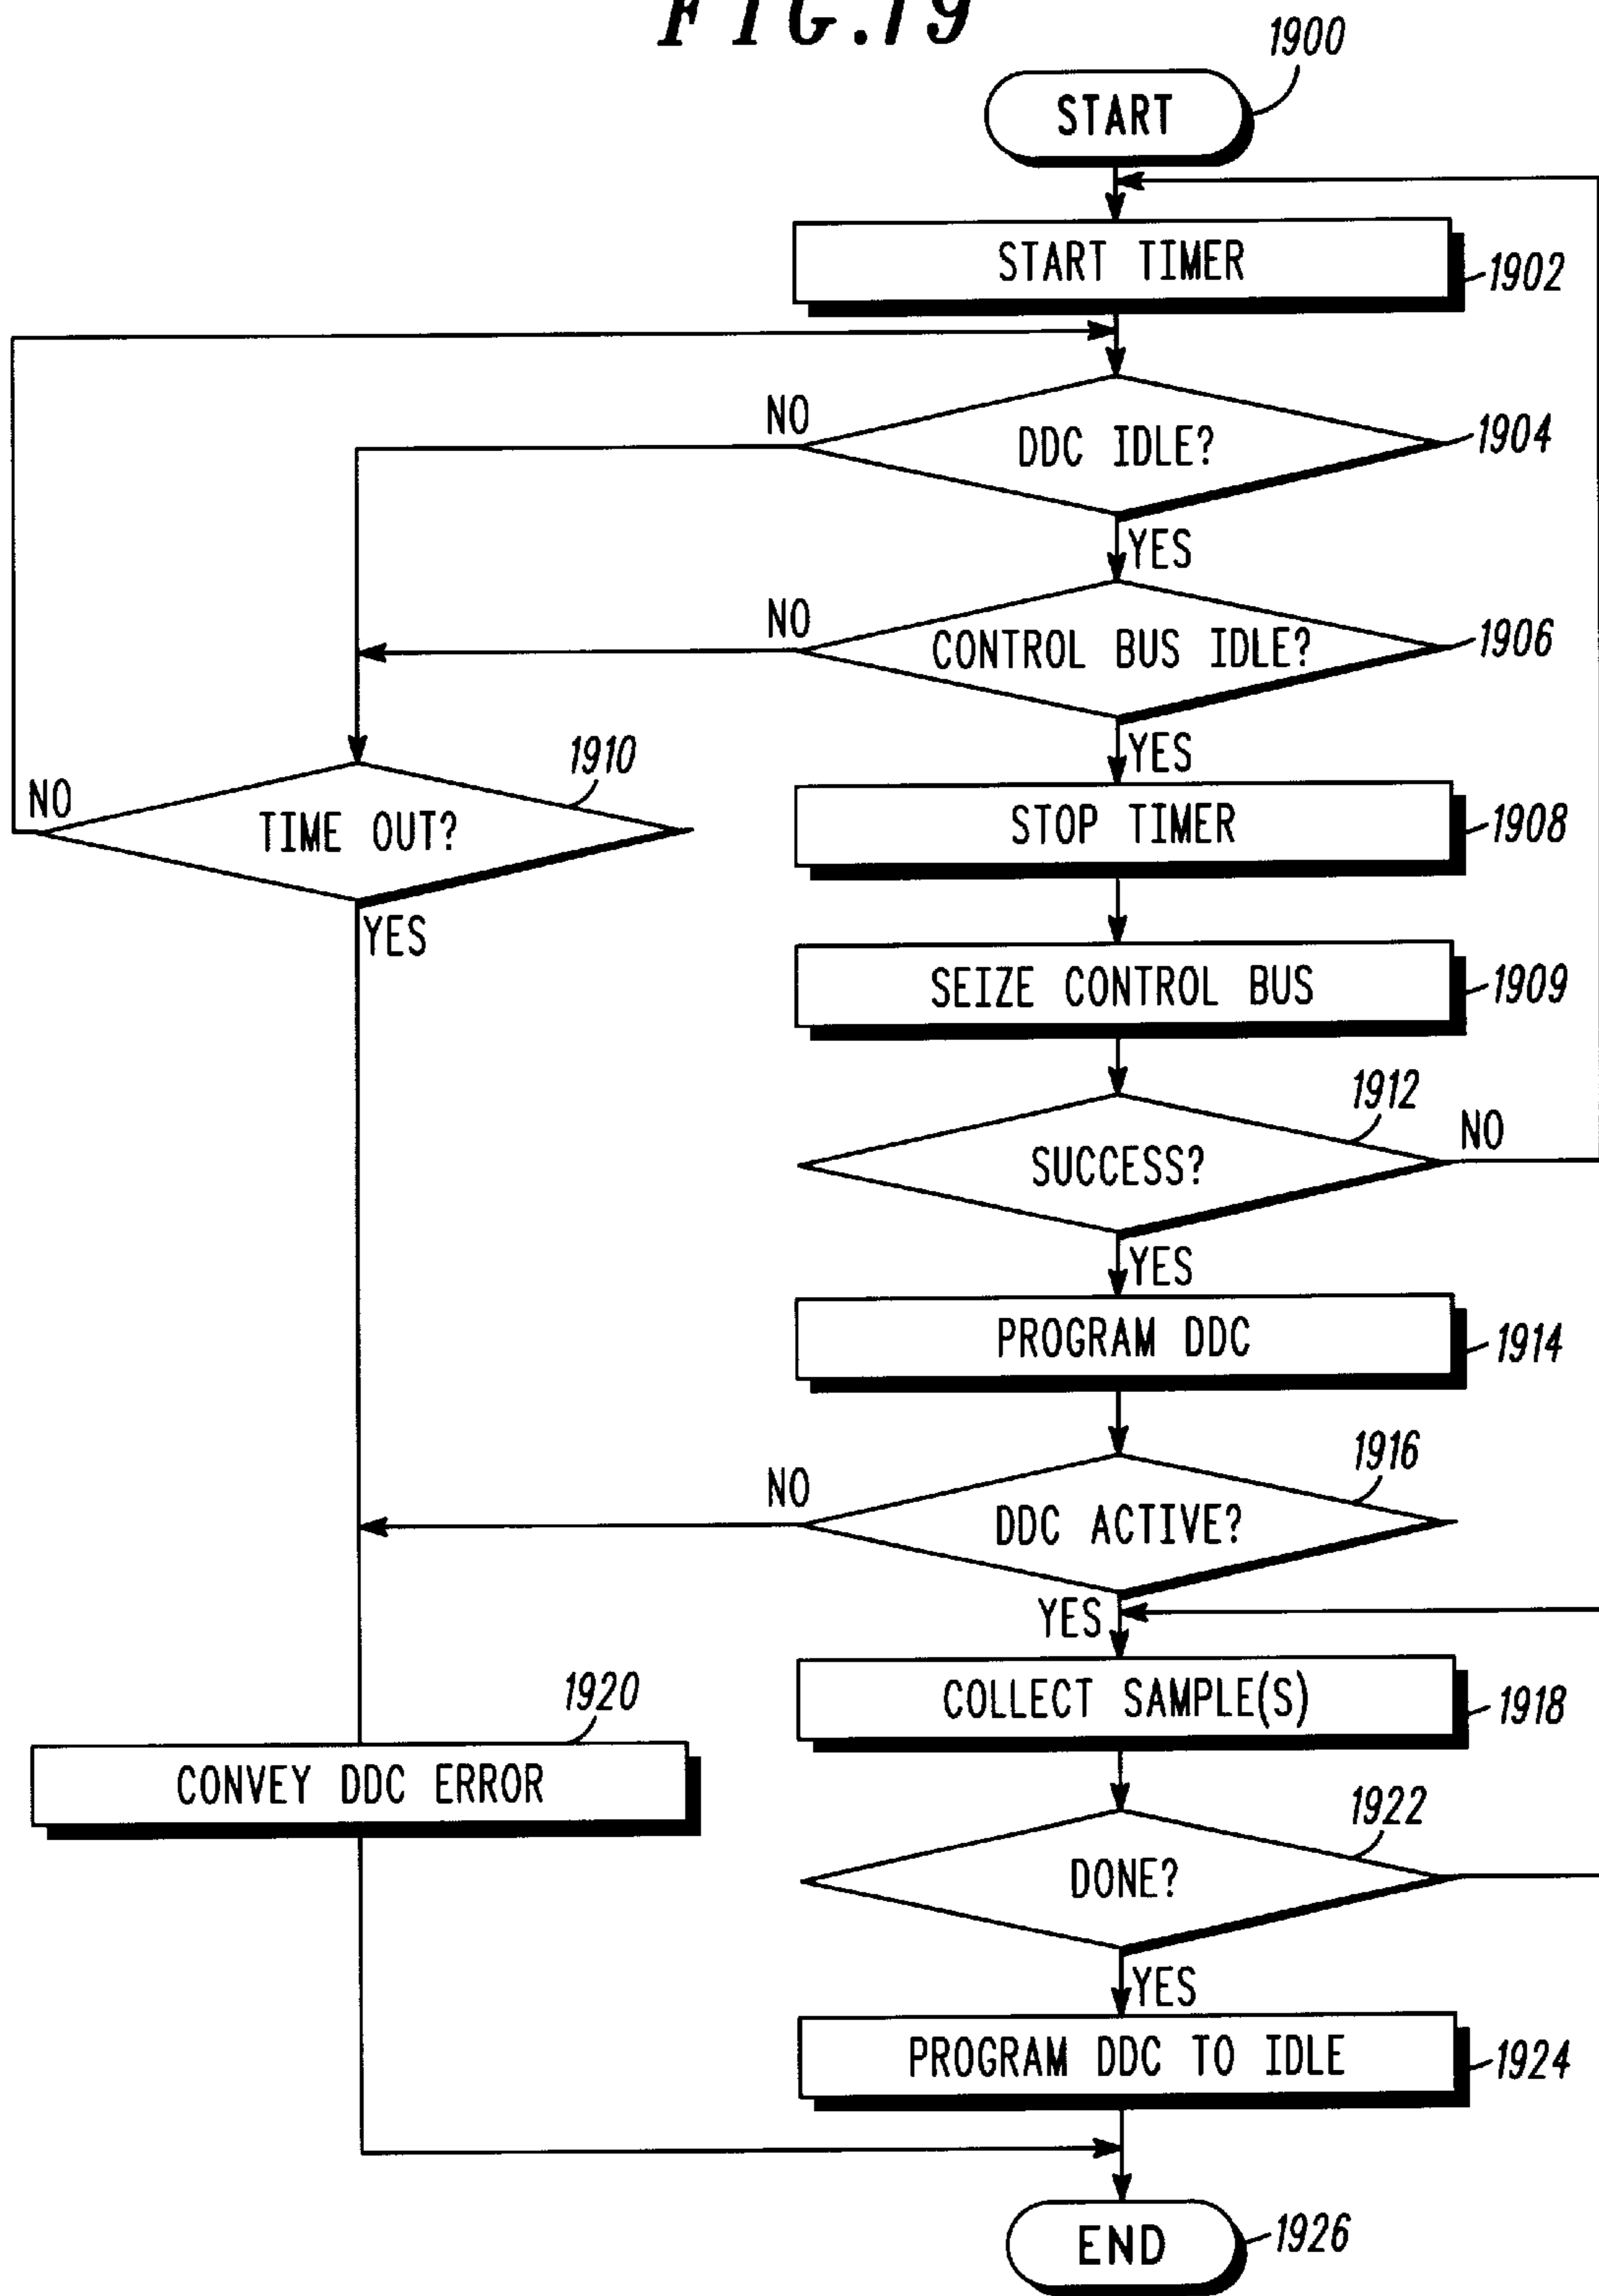 FIG.19
1900
START
START TIMER
1902
NO
DDC IDLE?
1904
YES
NO
CONTROL BUS IDLE?
1906
YES
1910
NO
TIME OUT?
YES
STOP TIMER
1908
SEIZE CONTROL BUS
1909
1912
SUCCESS?
NO
YES
PROGRAM DDC
1914
1916
NO
DDC ACTIVE?
YES
COLLECT SAMPLE(S)
1918
1920
CONVEY DDC ERROR
1922
DONE?
YES
PROGRAM DDC TO IDLE
1924
END
1926